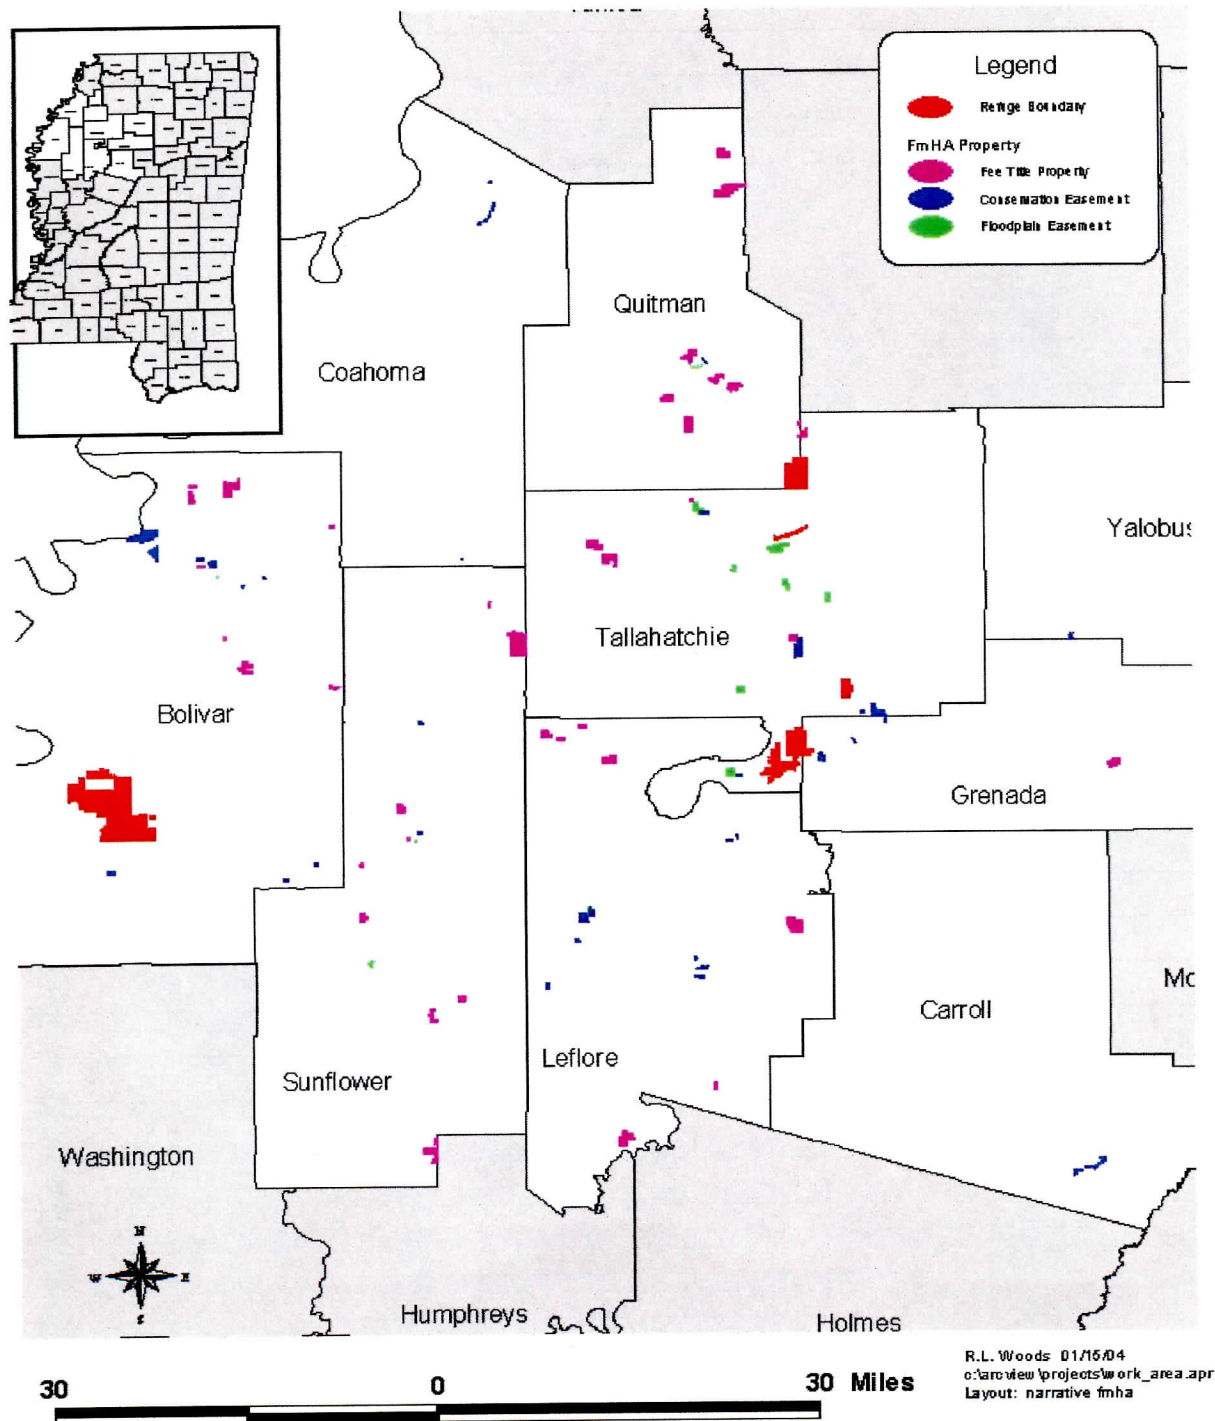 Legend
Refuge Boundary
FmHA Property
Fee Title Property
Conservation Easement
Floodplain Easement
Quitman
Coahoma
Yalobus
Tallahatchie
Bolivar
Grenada
Mo
Carroll
Leflore
Sunflower
Washington
N
W E
S
Humphreys
Holmes
R.L. Woods 01/15/04
c:\arcview\projects\work_area.apr
Layout: narrative fmha
30 0 30 Miles